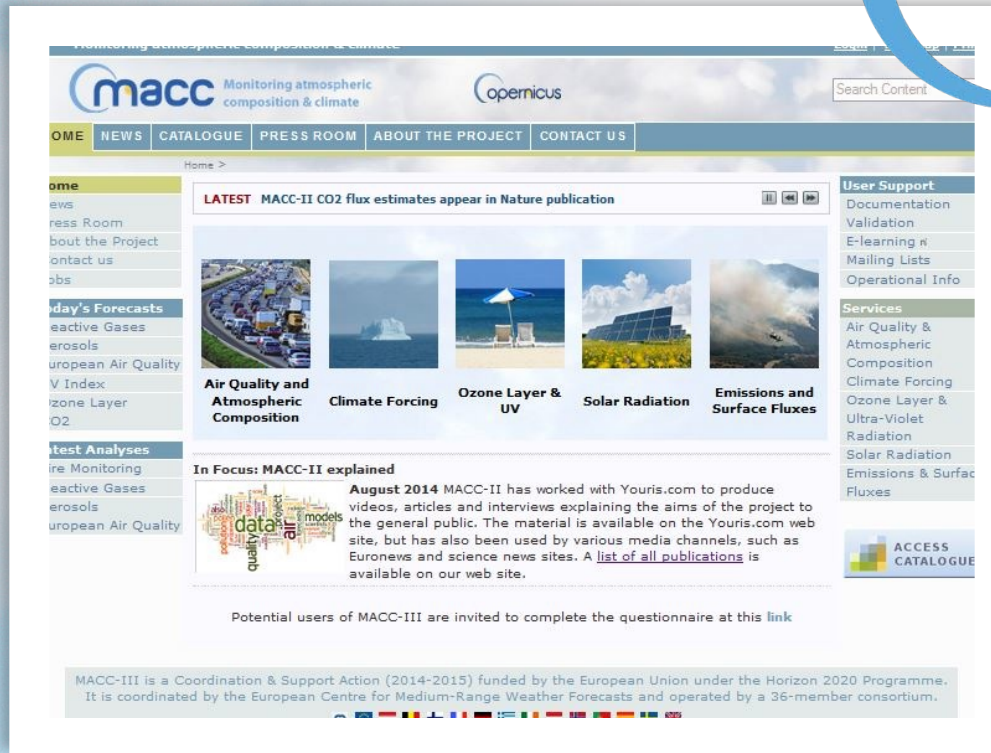 Monitoring atmospheric composition & climate
macc Monitoring atmospheric
composition & climate
Copernicus
Search Content
OME NEWS CATALOGUE PRESS ROOM ABOUT THE PROJECT CONTACT US
Home >
ome
ews
ress Room
bout the Project
ontact us
obs
oday's Forecasts
eactive Gases
erosols
uropean Air Quality
V Index
zone Layer
O2
atest Analyses
ire Monitoring
eactive Gases
erosols
uropean Air Quality
LATEST MACC-II CO2 flux estimates appear in Nature publication
Air Quality and
Atmospheric
Composition
Climate Forcing
Ozone Layer &
UV
Solar Radiation
Emissions and
Surface Fluxes
In Focus: MACC-II explained
data air models
quality project
August 2014 MACC-II has worked with Youris.com to produce
videos, articles and interviews explaining the aims of the project to
the general public. The material is available on the Youris.com web
site, but has also been used by various media channels, such as
Euronews and science news sites. A list of all publications is
available on our web site.
Potential users of MACC-III are invited to complete the questionnaire at this link
User Support
Documentation
Validation
E-learning
Mailing Lists
Operational Info
Services
Air Quality &
Atmospheric
Composition
Climate Forcing
Ozone Layer &
Ultra-Violet
Radiation
Solar Radiation
Emissions & Surfac
Fluxes
ACCESS
CATALOGUE
MACC-III is a Coordination & Support Action (2014-2015) funded by the European Union under the Horizon 2020 Programme.
It is coordinated by the European Centre for Medium-Range Weather Forecasts and operated by a 36-member consortium.